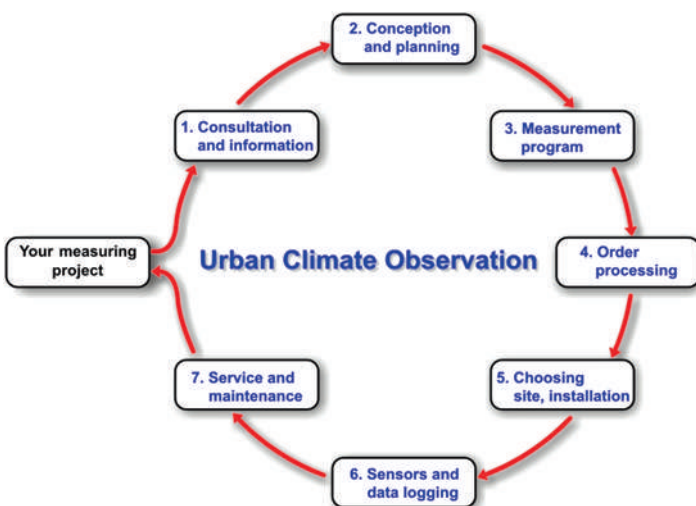 2. Conception
and planning
1. Consultation
and information
3. Measurement
program
Your measuring
project
Urban Climate Observation
4. Order
processing
7. Service and
maintenance
5. Choosing
site, installation
6. Sensors and
data logging